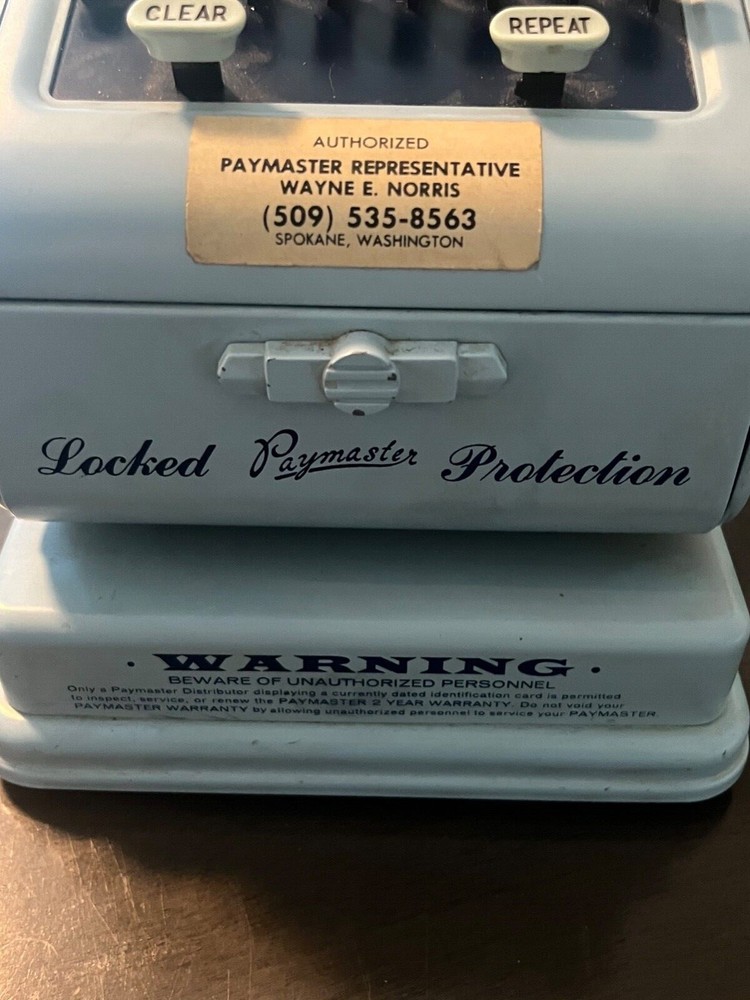 CLEAR REPEAT
AUTHORIZED
PAYMASTER REPRESENTATIVE
WAYNE E. NORRIS
(509) 535-8563
SPOKANE, WASHINGTON
Locked Paymaster Protection
• WARNING •
BEWARE OF UNAUTHORIZED PERSONNEL
Only a Paymaster Distributor displaying a currently dated identification card is permitted
to inspect, service, or renew the PAYMASTER 2 YEAR WARRANTY. Do not void your
PAYMASTER WARRANTY by allowing unauthorized personnel to service your PAYMASTER.